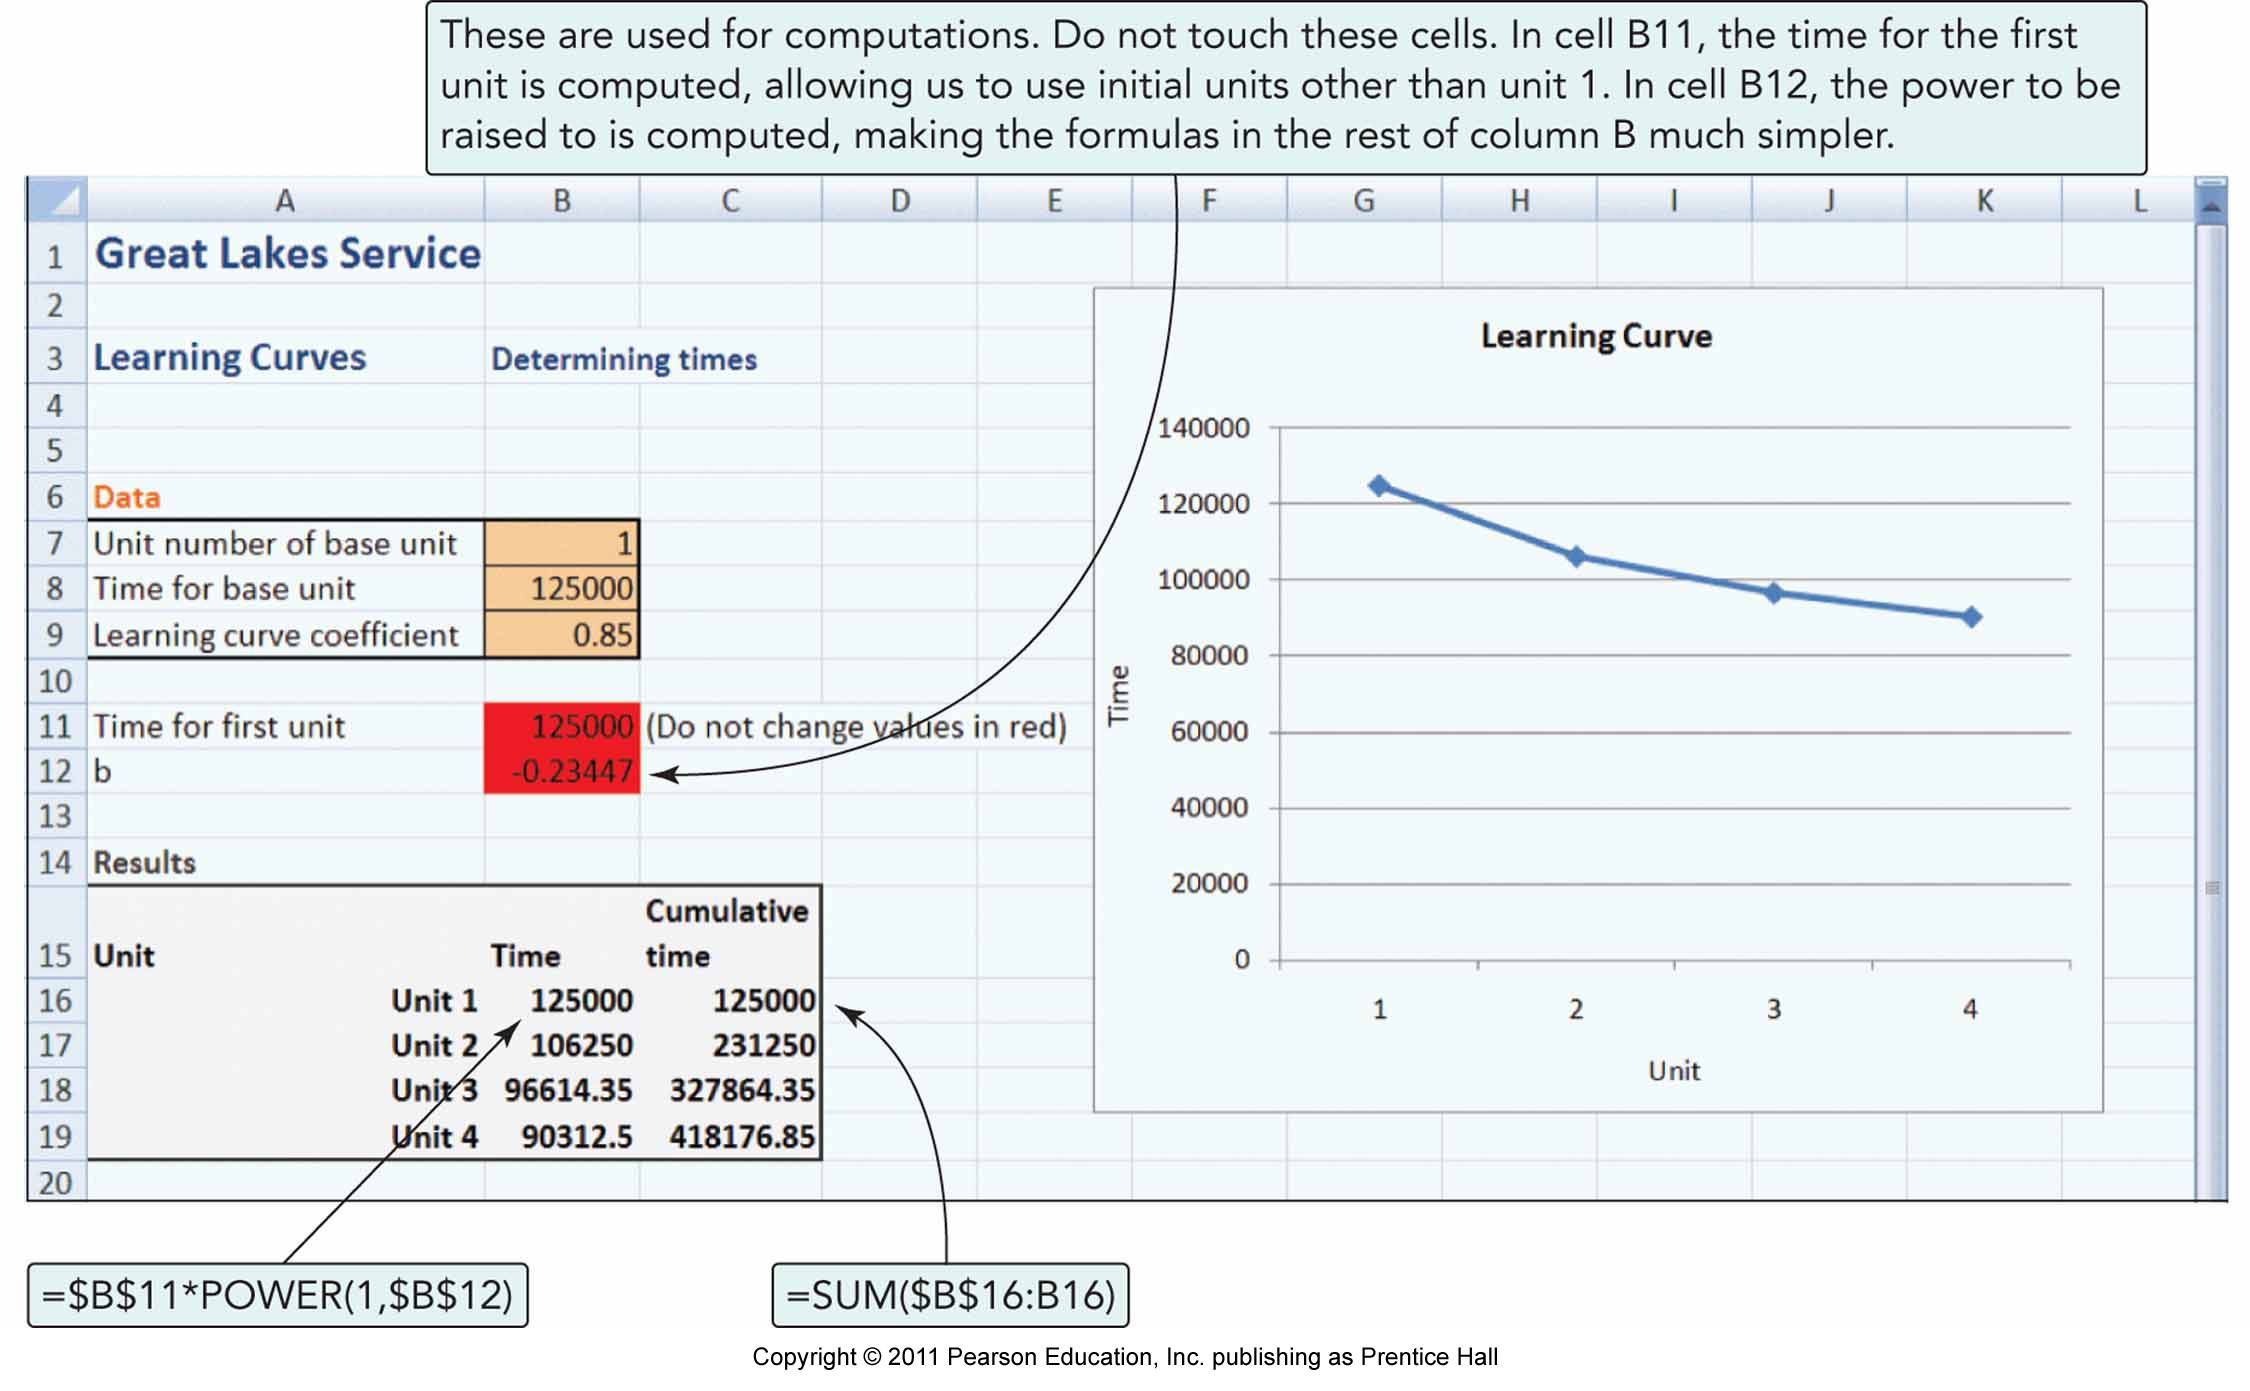 These are used for computations. Do not touch these cells. In cell B11, the time for the first
unit is computed, allowing us to use initial units other than unit 1. In cell B12, the power to be
raised to is computed, making the formulas in the rest of column B much simpler.
A B C D E F G H I J K L
1 Great Lakes Service
2
3 Learning Curves Determining times
4
5
6 Data
7 Unit number of base unit 1
8 Time for base unit 125000
9 Learning curve coefficient 0.85
10
11 Time for first unit 125000 (Do not change values in red)
12 b -0.23447
13
14 Results
Cumulative
15 Unit Time time
16 Unit 1 125000 125000
17 Unit 2 106250 231250
18 Unit 3 96614.35 327864.35
19 Unit 4 90312.5 418176.85
20
Learning Curve
140000
120000
100000
80000
60000
40000
20000
0
Time
1 2 3 4
Unit
=$B$11*POWER(1,$B$12)
=SUM($B$16:B16)
Copyright © 2011 Pearson Education, Inc. publishing as Prentice Hall